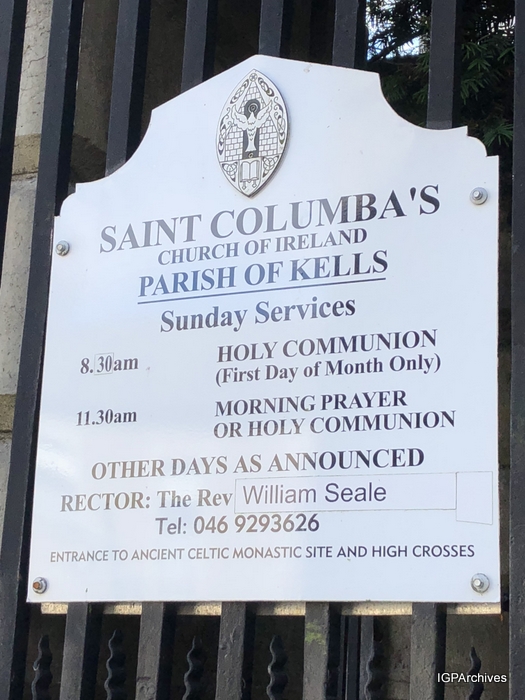 SAINT COLUMBA'S
CHURCH OF IRELAND
PARISH OF KELLS
Sunday Services
8.30am HOLY COMMUNION
(First Day of Month Only)
11.30am MORNING PRAYER
OR HOLY COMMUNION
OTHER DAYS AS ANNOUNCED
RECTOR: The Rev William Seale
Tel: 046 9293626
ENTRANCE TO ANCIENT CELTIC MONASTIC SITE AND HIGH CROSSES
IGPArchives